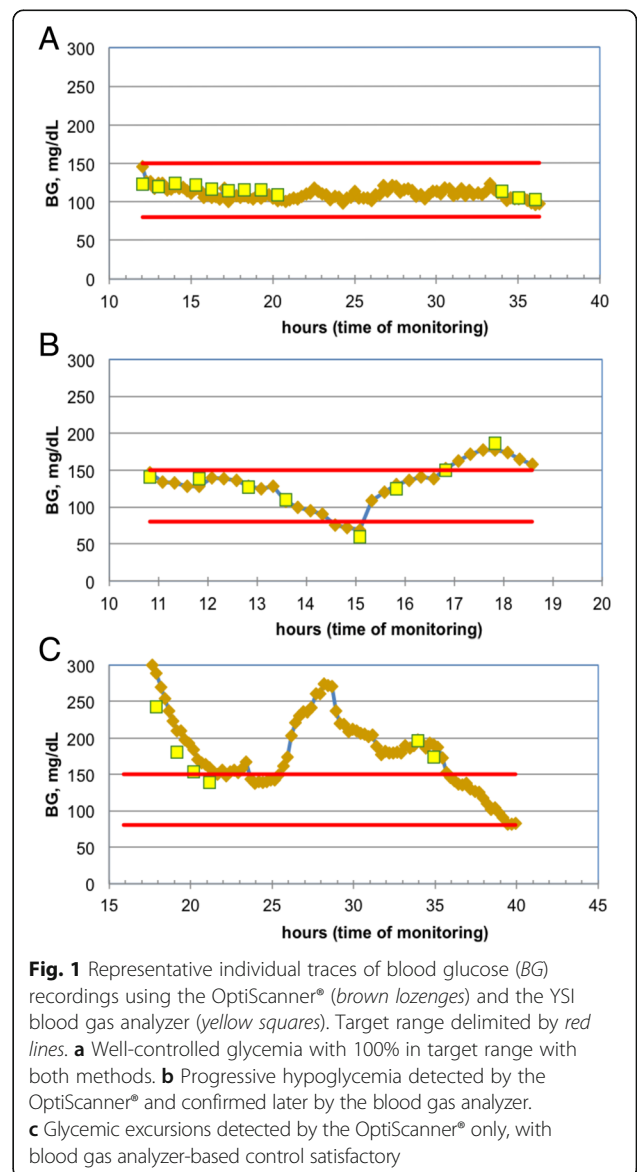 A
300
250
200
150
100
50
0
BG, mg/dL
10 15 20 25 30 35 40
hours (time of monitoring)
B
300
250
200
150
100
50
0
BG, mg/dL
10 11 12 13 14 15 16 17 18 19 20
hours (time of monitoring)
C
300
250
200
150
100
50
0
BG, mg/dL
15 20 25 30 35 40 45
hours (time of monitoring)
Fig. 1 Representative individual traces of blood glucose (BG)
recordings using the OptiScanner® (brown lozenges) and the YSI
blood gas analyzer (yellow squares). Target range delimited by red
lines. a Well-controlled glycemia with 100% in target range with
both methods. b Progressive hypoglycemia detected by the
OptiScanner® and confirmed later by the blood gas analyzer.
c Glycemic excursions detected by the OptiScanner® only, with
blood gas analyzer-based control satisfactory